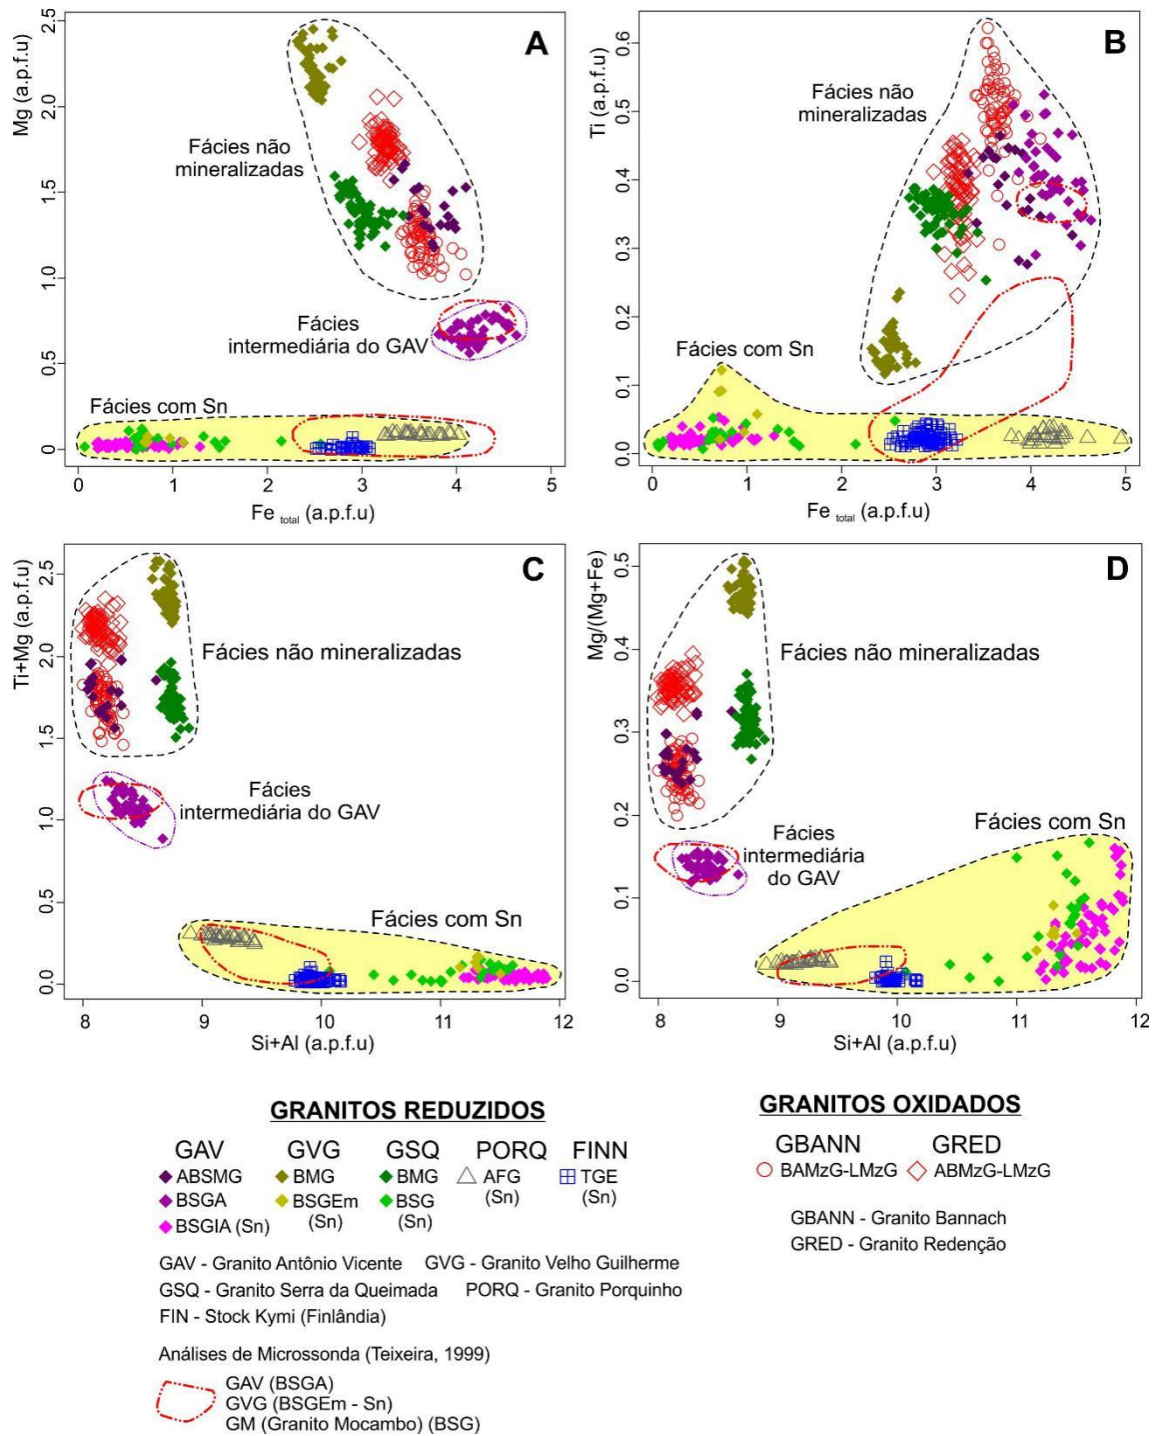 A
Mg (a.p.f.u)
2.5
2.0
1.5
1.0
0.5
0
Fácies não
mineralizadas
Fácies
intermediária do GAV
Fácies com Sn
0 1 2 3 4 5
Fe total (a.p.f.u)
B
Ti (a.p.f.u)
0.6
0.5
0.4
0.3
0.2
0.1
0.0
Fácies não
mineralizadas
Fácies com Sn
0 1 2 3 4 5
Fe total (a.p.f.u)
C
Ti+Mg (a.p.f.u)
2.5
2.0
1.5
1.0
0.5
0.0
Fácies não mineralizadas
Fácies
intermediária do GAV
Fácies com Sn
8 9 10 11 12
Si+Al (a.p.f.u)
D
Mg/(Mg+Fe)
0.5
0.4
0.3
0.2
0.1
0.0
Fácies não mineralizadas
Fácies com Sn
Fácies
intermediária
do GAV
8 9 10 11 12
Si+Al (a.p.f.u)
GRANITOS REDUZIDOS
GAV GVG GSQ PORQ FINN
ABSMG BMG BMG AFG TGE
(Sn) (Sn)
BSGA BSGEm BSG
(Sn) (Sn)
BSGIA (Sn)
GAV - Granito Antônio Vicente GVG - Granito Velho Guilherme
GSQ - Granito Serra da Queimada PORQ - Granito Porquinho
FIN - Stock Kymi (Finlândia)
Análises de Microssonda (Teixeira, 1999)
GAV (BSGA)
GVG (BSGEm - Sn)
GM (Granito Mocambo) (BSG)
GRANITOS OXIDADOS
GBANN GRED
BAMzG-LMzG ABMzG-LMzG
GBANN - Granito Bannach
GRED - Granito Redenção